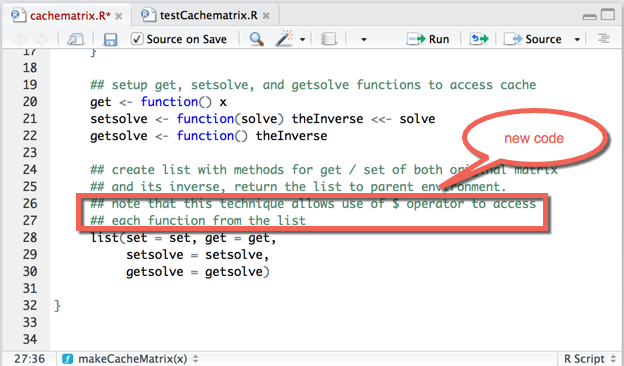 cachematrix.R* testCachematrix.R
Source on Save Run Source
17 }
18
19 ## setup get, setsolve, and getsolve functions to access cache
20 get <- function() x
21 setsolve <- function(solve) theInverse <<- solve
22 getsolve <- function() theInverse
new code
23
24 ## create list with methods for get / set of both original matrix
25 ## and its inverse, return the list to parent environment.
26 ## note that this technique allows use of $ operator to access
27 ## each function from the list
28 list(set = set, get = get,
29 setsolve = setsolve,
30 getsolve = getsolve)
31
32 }
33
34
27:36 makeCacheMatrix(x) R Script